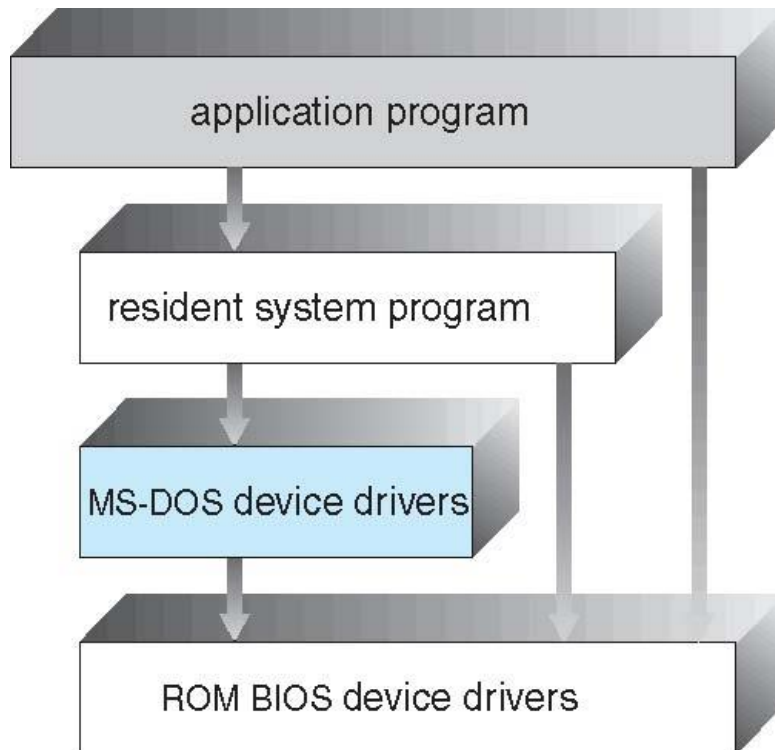 application program
resident system program
MS-DOS device drivers
ROM BIOS device drivers